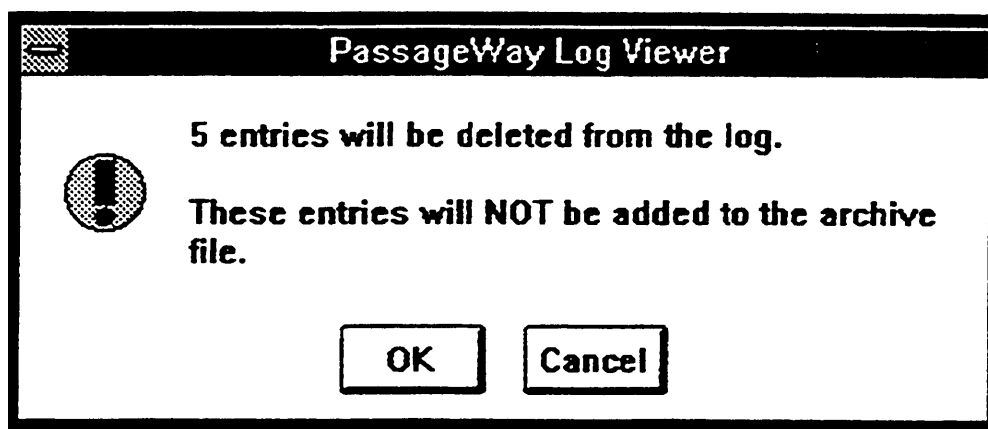 PassageWay Log Viewer
5 entries will be deleted from the log.
These entries will NOT be added to the archive
file.
OK
Cancel